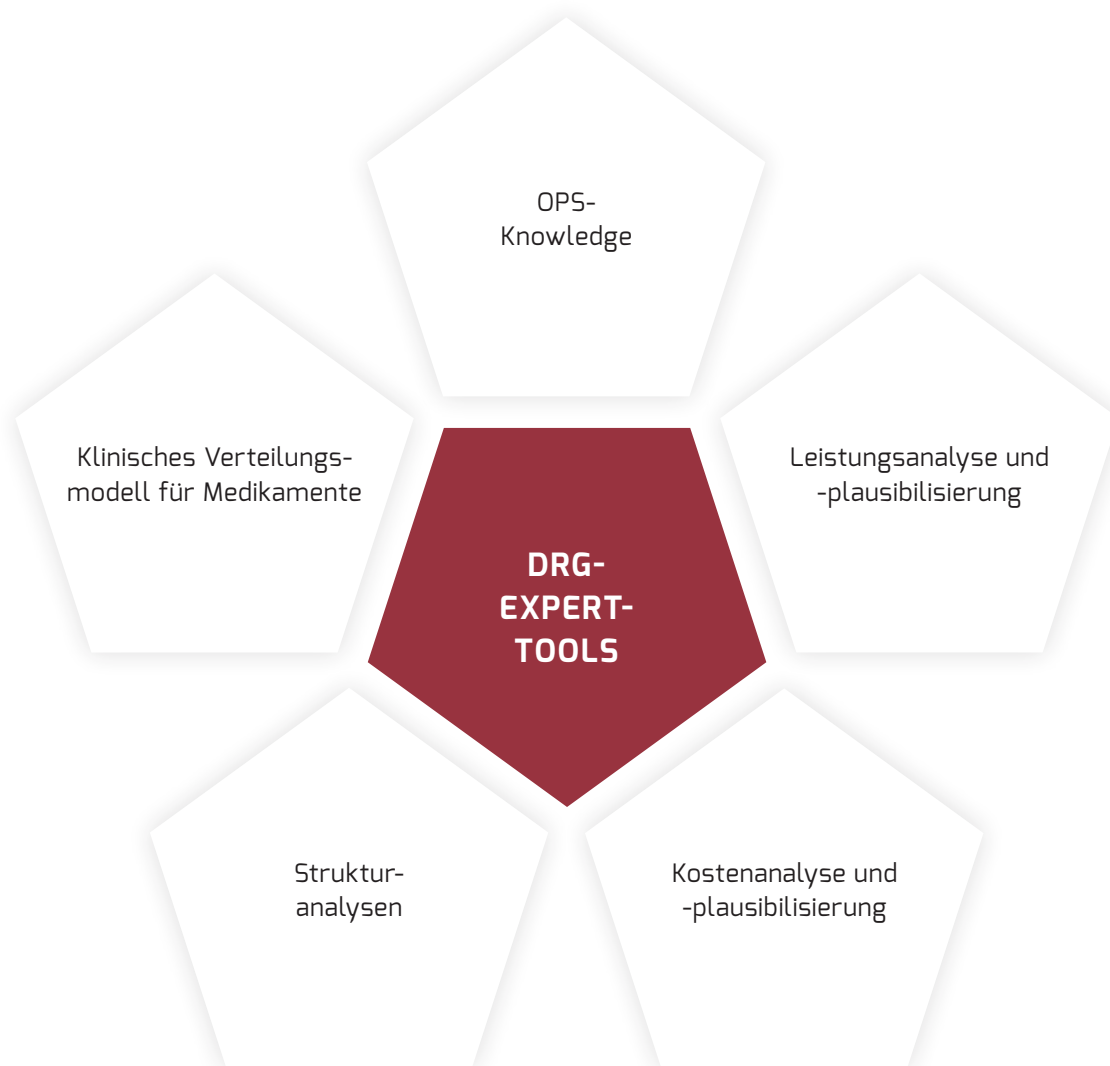 OPS-
Knowledge
Klinisches Verteilungs-
modell für Medikamente
Leistungsanalyse und
-plausibilisierung
DRG-
EXPERT-
TOOLS
Struktur-
analysen
Kostenanalyse und
-plausibilisierung